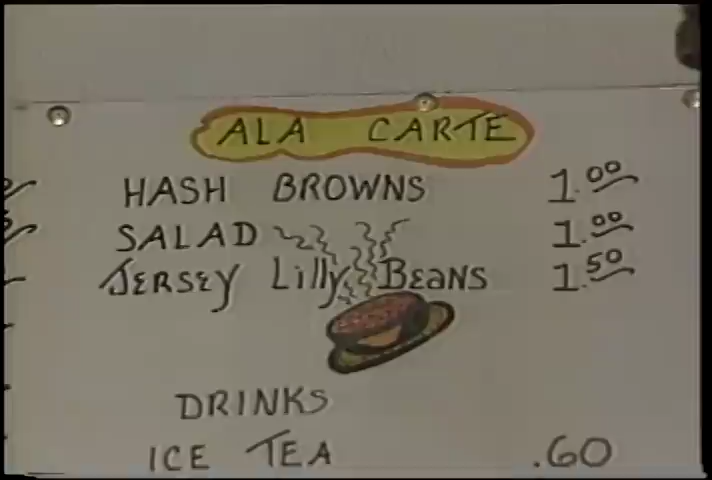 ALA CARTE
HASH BROWNS 1.00
SALAD 1.00
JERSEY Lilly BEANS 1.50
DRINKS
ICE TEA .60